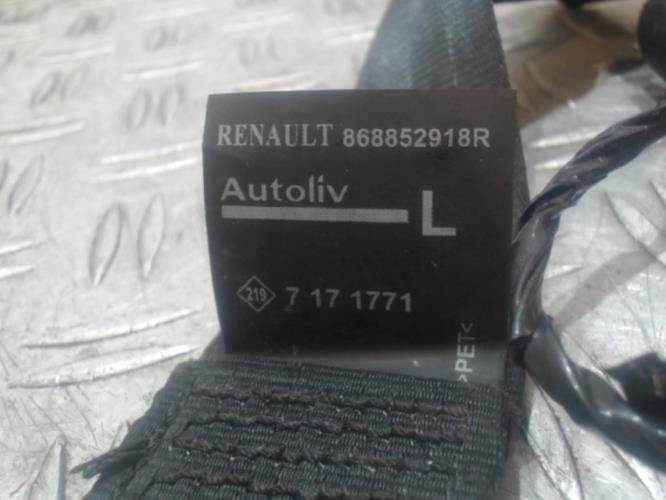 RENAULT 868852918R
Autoliv
L
219 7 17 1771
>PET<